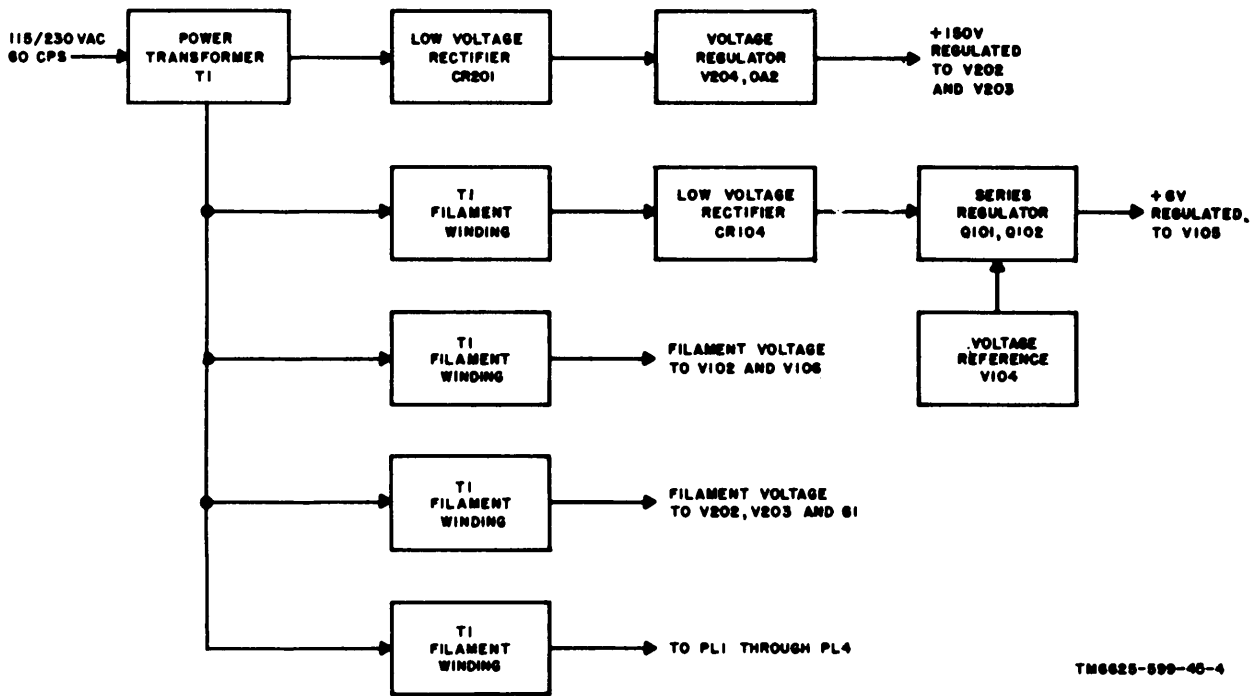 115/230 VAC
60 CPS
POWER
TRANSFORMER
T1
LOW VOLTAGE
RECTIFIER
CR201
VOLTAGE
REGULATOR
V204, OA2
+150V
REGULATED
TO V202
AND V203
T1
FILAMENT
WINDING
LOW VOLTAGE
RECTIFIER
CR104
SERIES
REGULATOR
Q101, Q102
+6V
REGULATED.
TO V105
T1
FILAMENT
WINDING
FILAMENT VOLTAGE
TO V102 AND V106
VOLTAGE
REFERENCE
V104
T1
FILAMENT
WINDING
FILAMENT VOLTAGE
TO V202, V203 AND G1
T1
FILAMENT
WINDING
TO PL1 THROUGH PL4
TM6625-599-45-4